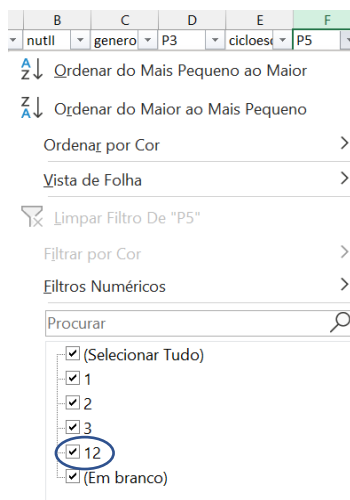 B C D E F
nutII genero P3 cicloes P5
Ordenar do Mais Pequeno ao Maior
Ordenar do Maior ao Mais Pequeno
Ordenar por Cor
Vista de Folha
Limpar Filtro De "P5"
Filtrar por Cor
Filtros Numéricos
Procurar
(Selecionar Tudo)
1
2
3
12
(Em branco)